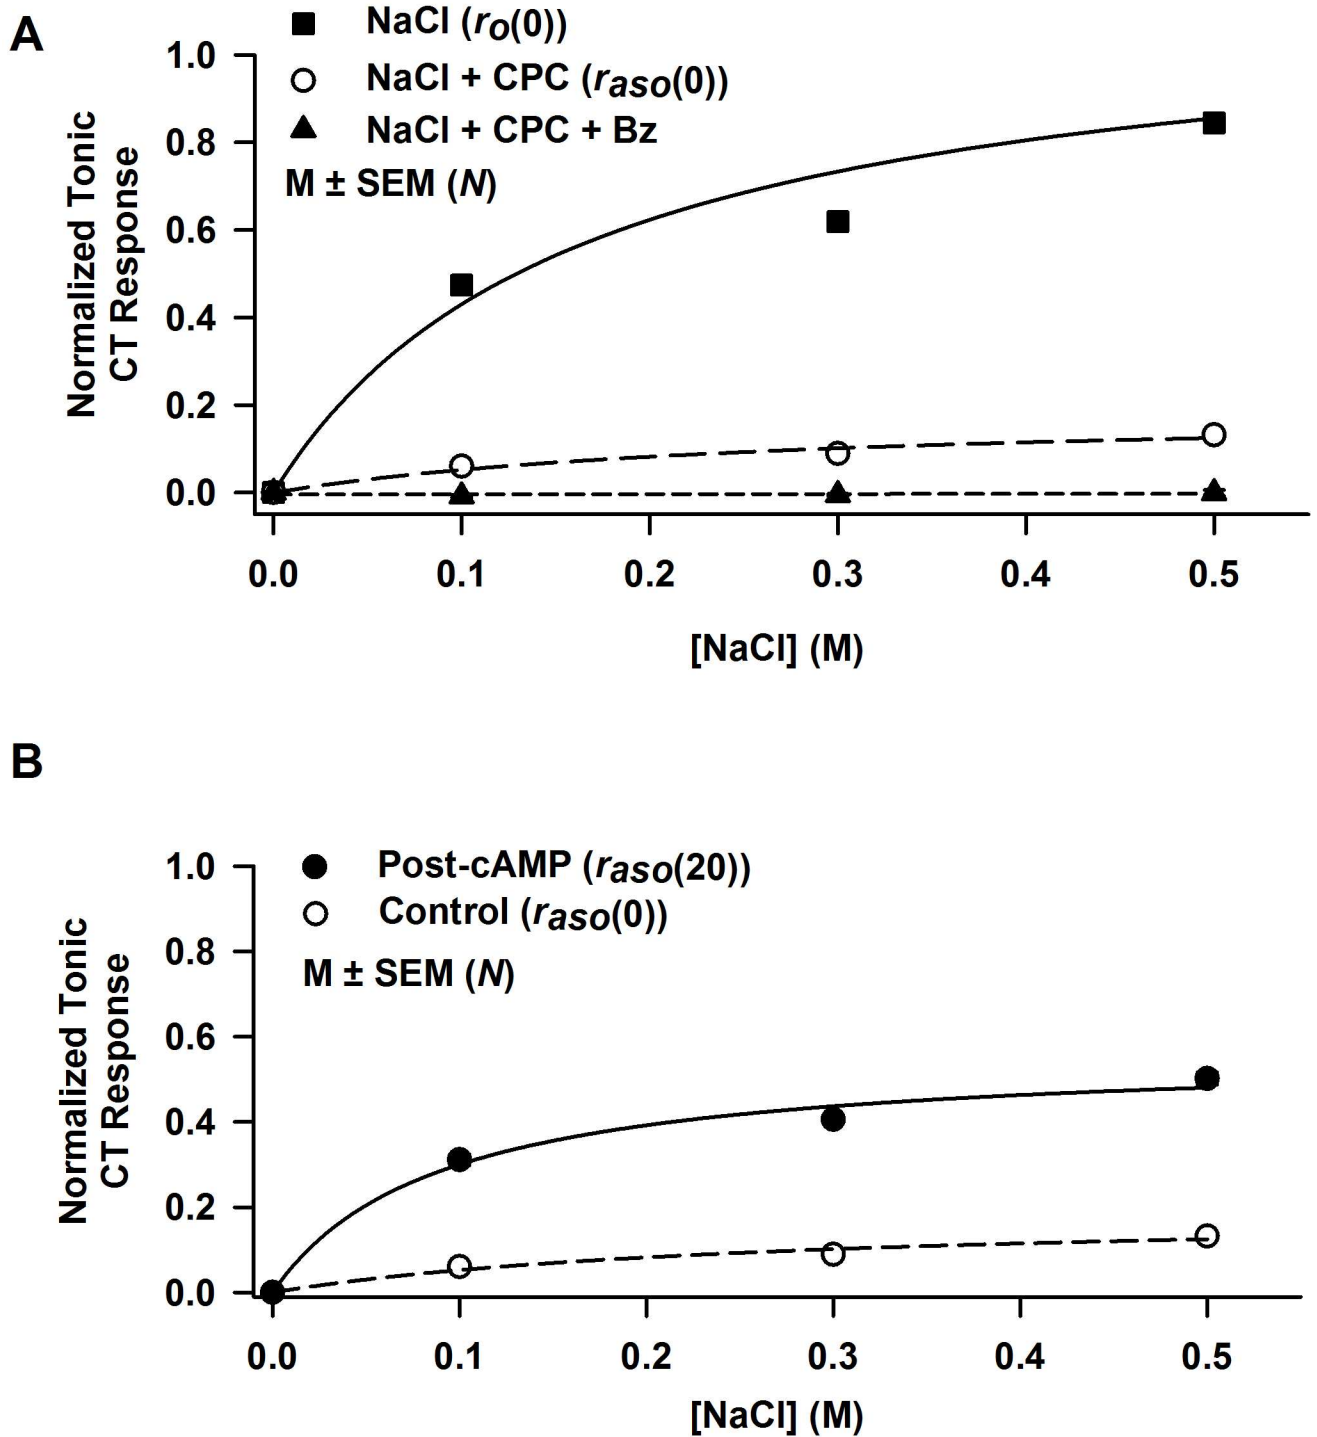 A
NaCl (ro(0))
NaCl + CPC (raso(0))
NaCl + CPC + Bz
M ± SEM (N)
Normalized Tonic
CT Response
1.0
0.8
0.6
0.4
0.2
0.0
0.0 0.1 0.2 0.3 0.4 0.5
[NaCl] (M)
B
Post-cAMP (raso(20))
Control (raso(0))
M ± SEM (N)
Normalized Tonic
CT Response
1.0
0.8
0.6
0.4
0.2
0.0
0.0 0.1 0.2 0.3 0.4 0.5
[NaCl] (M)